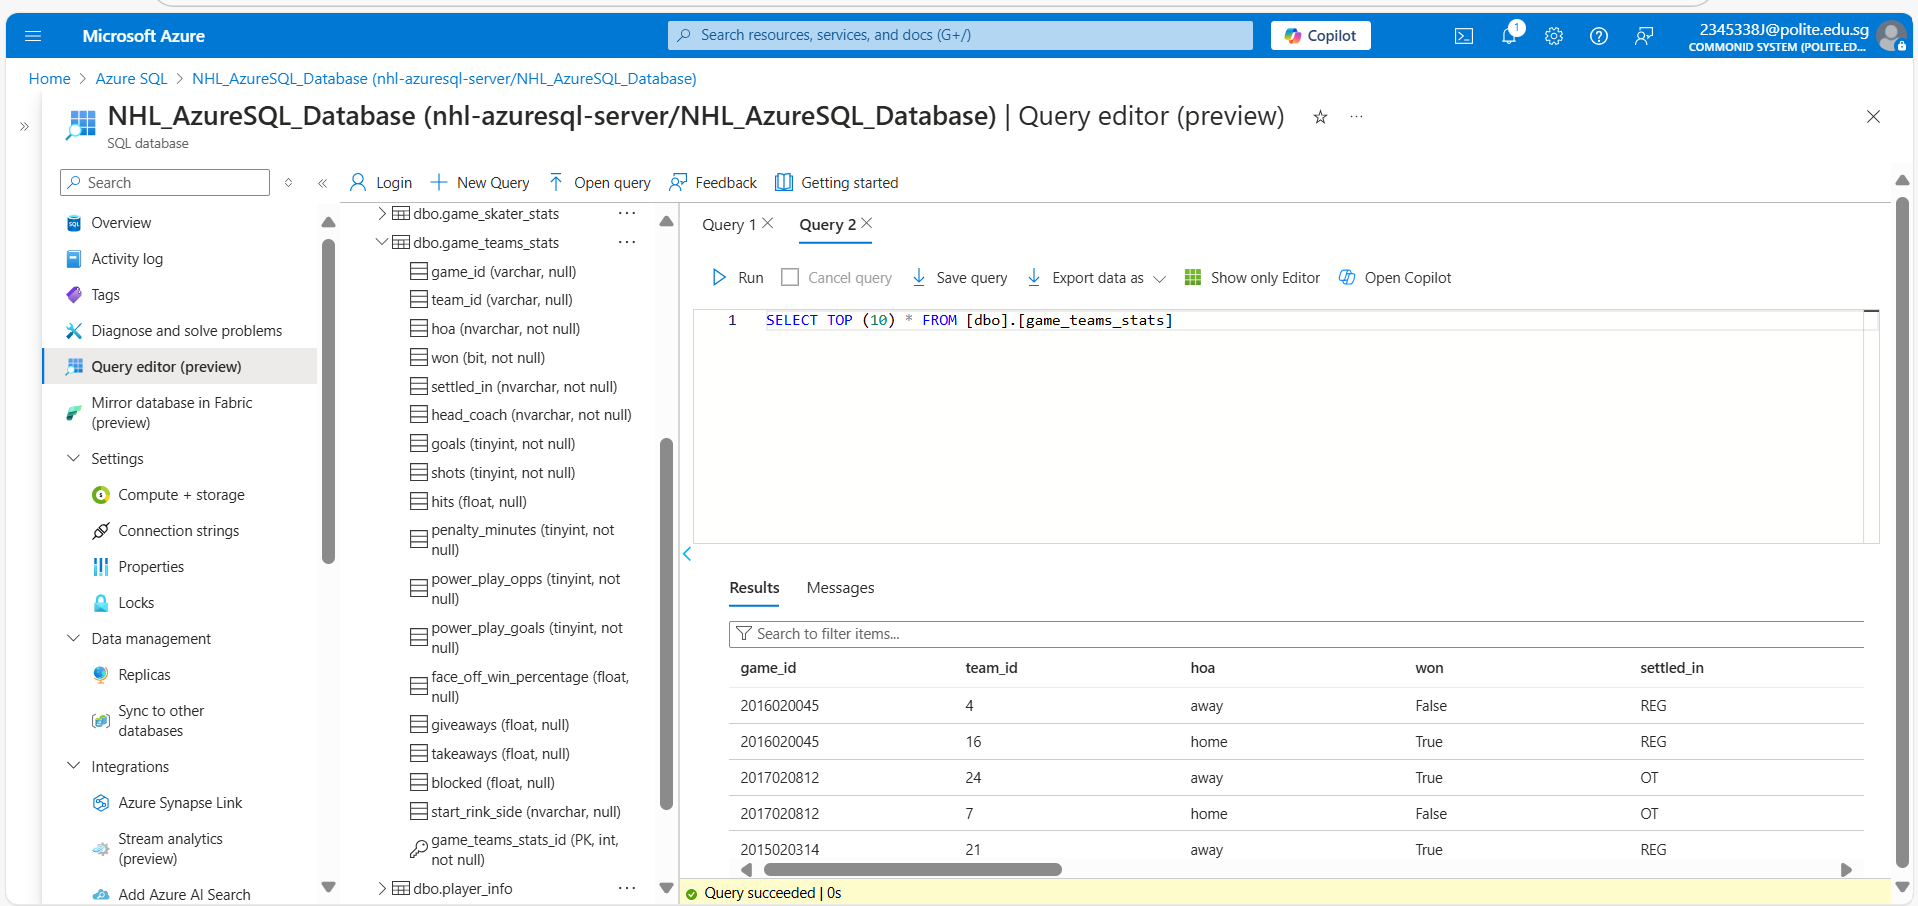 Microsoft Azure
Search resources, services, and docs (G+/)
Copilot
1
2345338J@polite.edu.sg
COMMONID SYSTEM (POLITE.ED...
Home > Azure SQL > NHL_AzureSQL_Database (nhl-azuresql-server/NHL_AzureSQL_Database)
NHL_AzureSQL_Database (nhl-azuresql-server/NHL_AzureSQL_Database) | Query editor (preview)
SQL database
Search
Overview
Activity log
Tags
Diagnose and solve problems
Query editor (preview)
Mirror database in Fabric
(preview)
Settings
Compute + storage
Connection strings
Properties
Locks
Data management
Replicas
Sync to other
databases
Integrations
Azure Synapse Link
Stream analytics
(preview)
Add Azure AI Search
Login
New Query
Open query
Feedback
Getting started
dbo.game_skater_stats
dbo.game_teams_stats
game_id (varchar, null)
team_id (varchar, null)
hoa (nvarchar, not null)
won (bit, not null)
settled_in (nvarchar, not null)
head_coach (nvarchar, not null)
goals (tinyint, not null)
shots (tinyint, not null)
hits (float, null)
penalty_minutes (tinyint, not
null)
power_play_opps (tinyint, not
null)
power_play_goals (tinyint, not
null)
face_off_win_percentage (float,
null)
giveaways (float, null)
takeaways (float, null)
blocked (float, null)
start_rink_side (nvarchar, null)
game_teams_stats_id (PK, int,
not null)
dbo.player_info
Query 1
Query 2
Run
Cancel query
Save query
Export data as
Show only Editor
Open Copilot
1 SELECT TOP (10) * FROM [dbo].[game_teams_stats]
Results
Messages
Search to filter items...
game_id team_id hoa won settled_in
2016020045 4 away False REG
2016020045 16 home True REG
2017020812 24 away True OT
2017020812 7 home False OT
2015020314 21 away True REG
Query succeeded | 0s